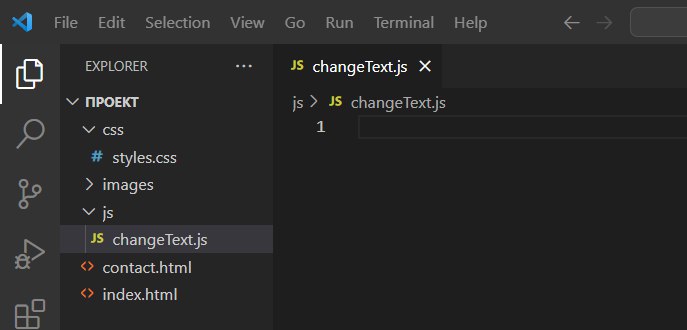 File Edit Selection View Go Run Terminal Help
EXPLORER ...
ПРОЕКТ
css
# styles.css
images
js
JS changeText.js
<> contact.html
<> index.html
JS changeText.js ×
js > JS changeText.js
1